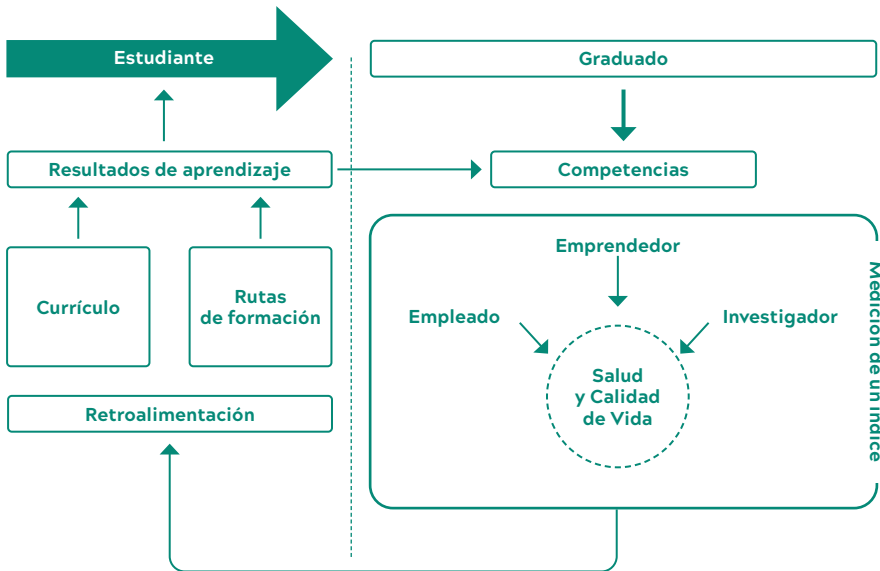 Estudiante
Graduado
Resultados de aprendizaje
Competencias
Currículo
Rutas
de formación
Retroalimentación
Emprendedor
Empleado
Investigador
Salud
y Calidad
de Vida
Medición de un índice